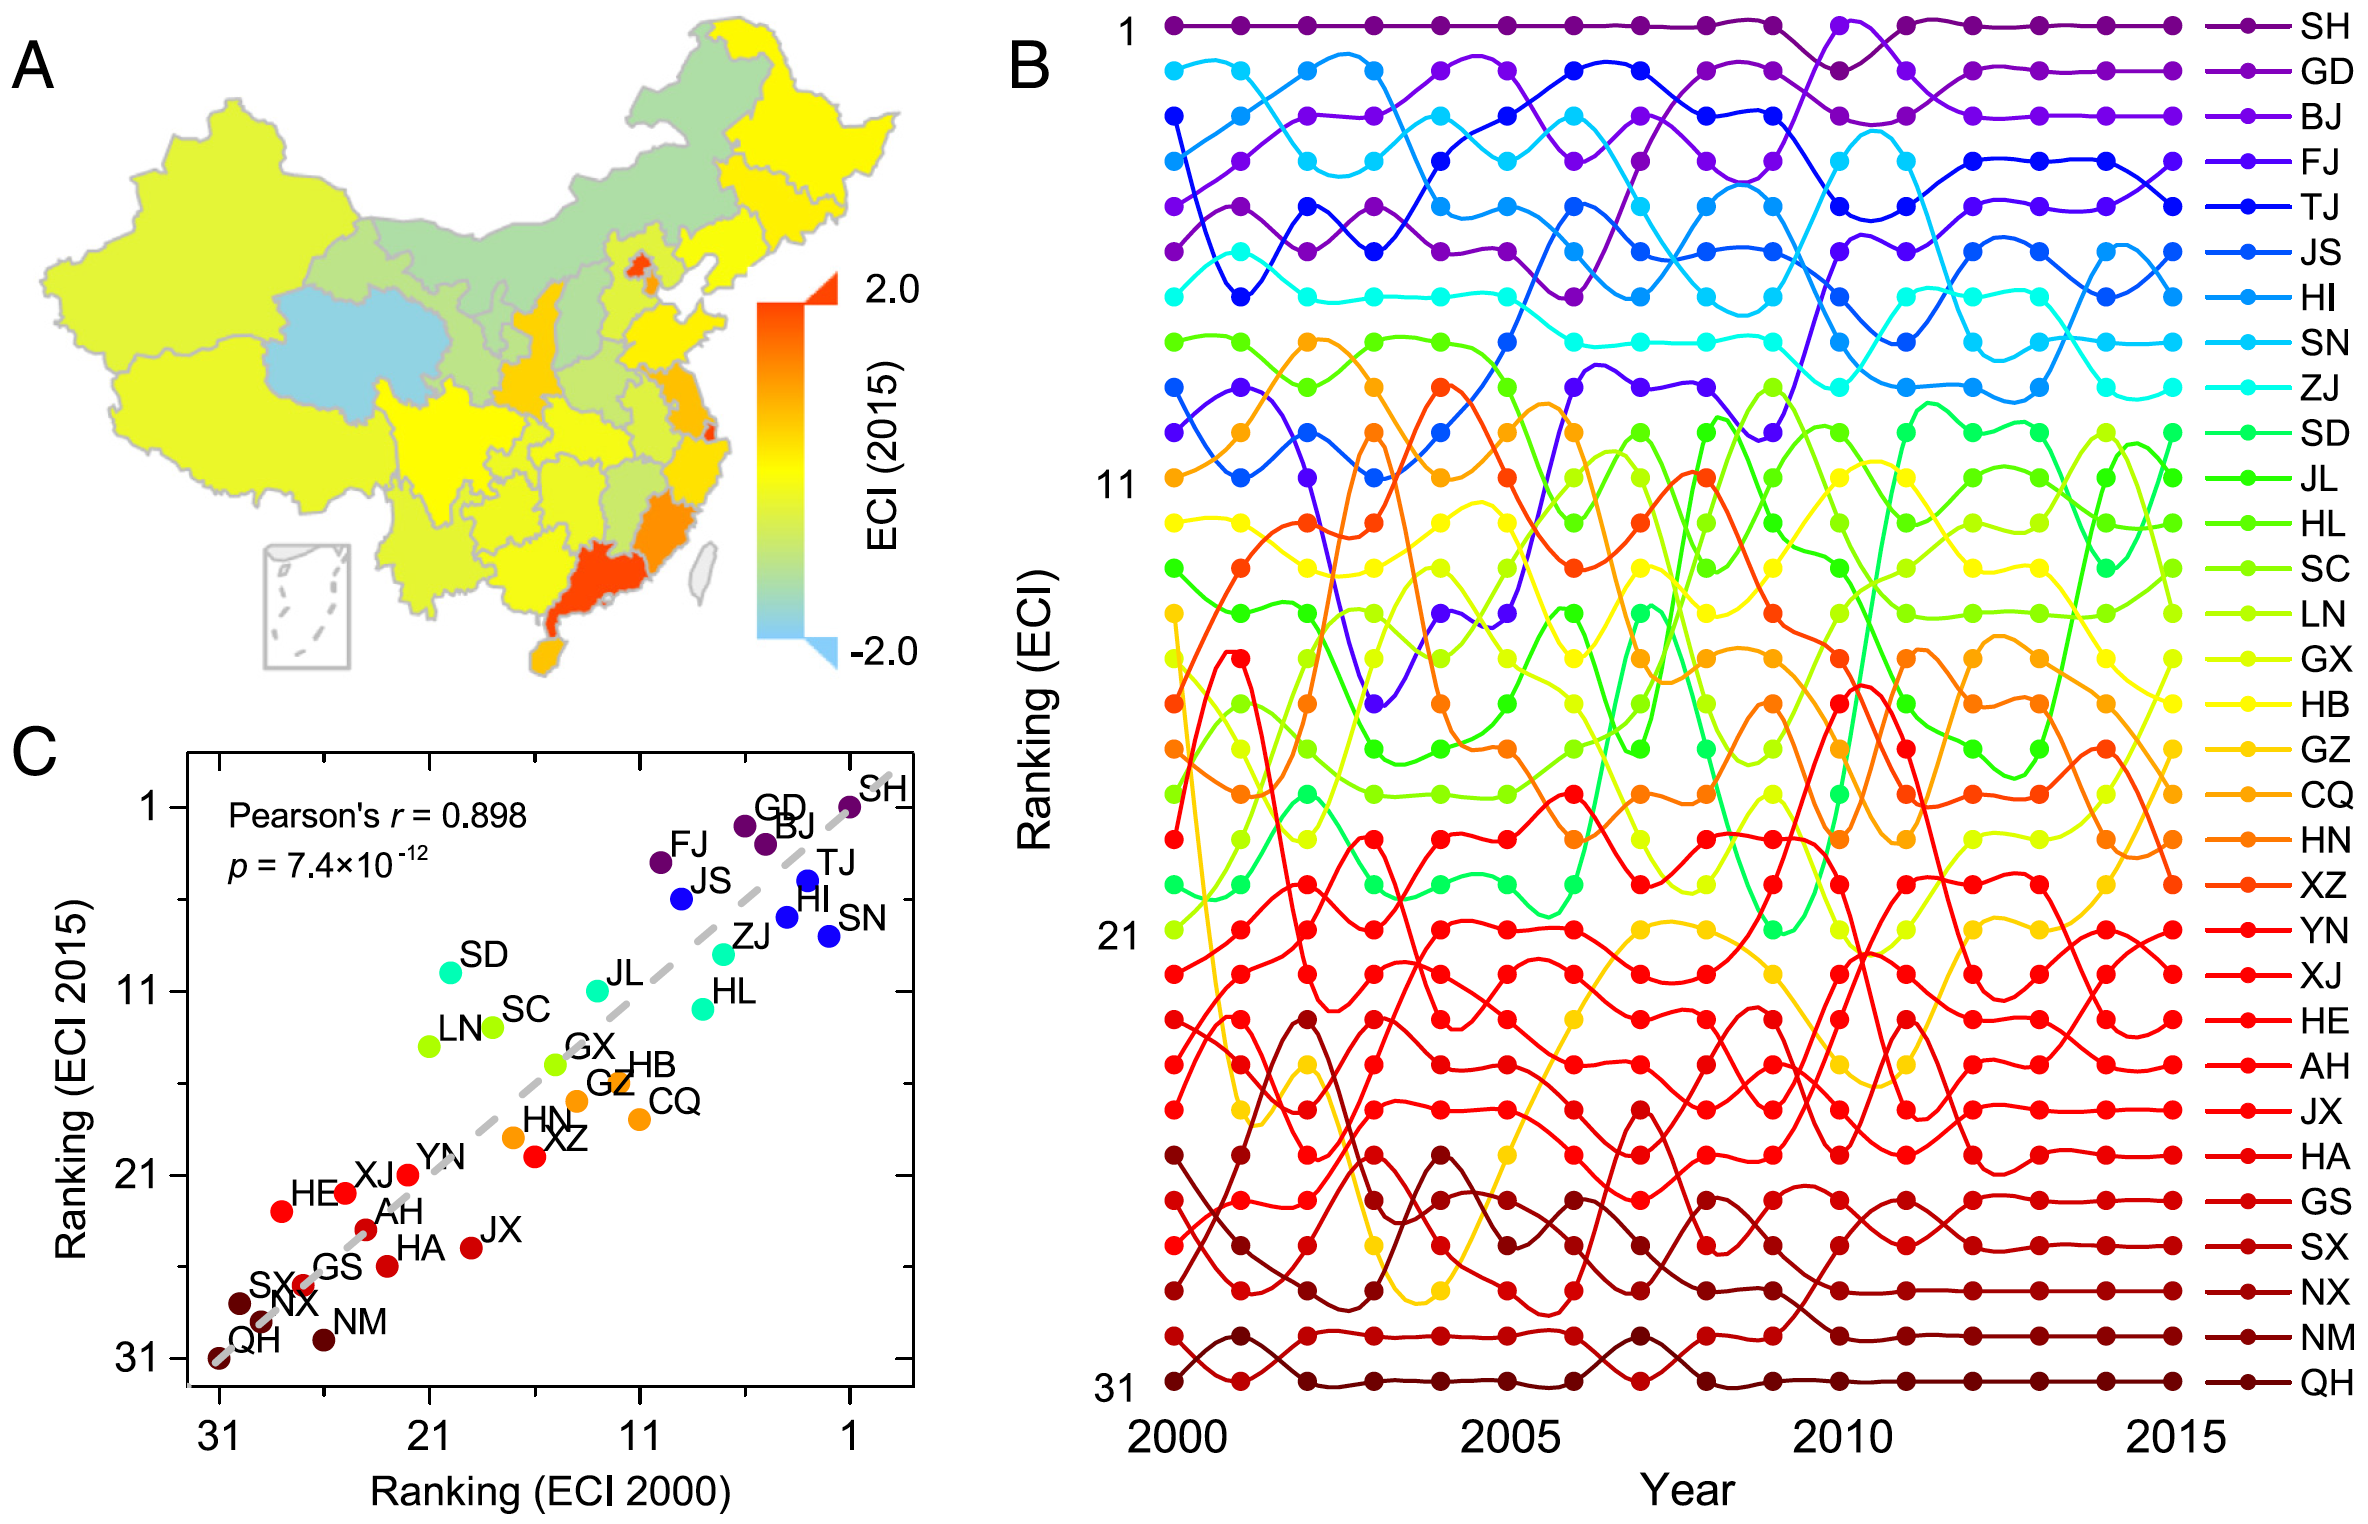 A
2.0
ECI (2015)
-2.0
B
1
11
21
31
Ranking (ECI)
2000
2005
2010
2015
Year
SH
GD
BJ
FJ
TJ
JS
HI
SN
ZJ
SD
JL
HL
SC
LN
GX
HB
GZ
CQ
HN
XZ
YN
XJ
HE
AH
JX
HA
GS
SX
NX
NM
QH
C
Pearson's r = 0.898
p = 7.4×10-12
1
11
21
31
Ranking (ECI 2015)
SH
GD
BJ
FJ
TJ
JS
HI
SN
ZJ
SD
JL
HL
SC
LN
GX
HB
GZ
CQ
HN
XZ
YN
XJ
HE
AH
JX
HA
GS
SX
NX
NM
QH
31
21
11
1
Ranking (ECI 2000)